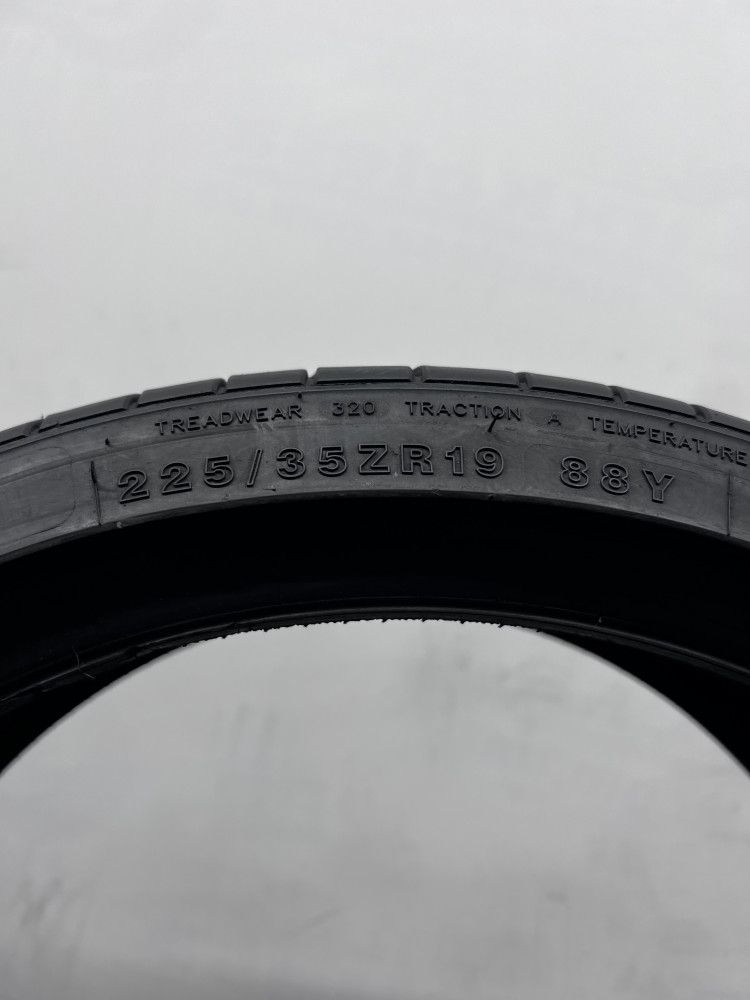 TREADWEAR 320 TRACTION A TEMPERATURE
225/35ZR19 88Y